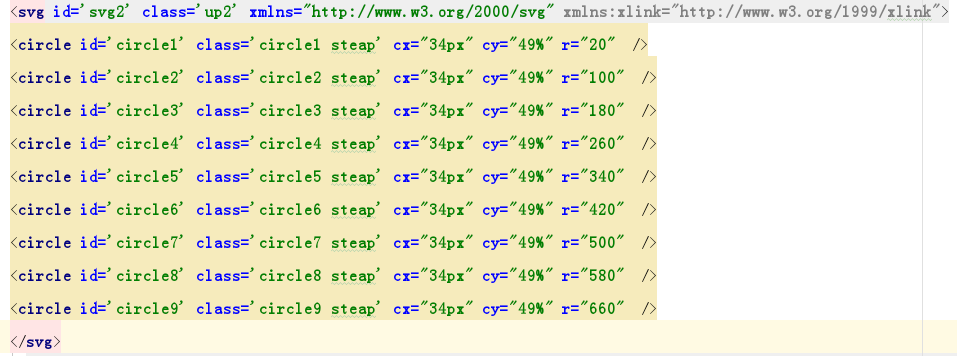 <svg id='svg2' class='up2' xmlns="http://www.w3.org/2000/svg" xmlns:xlink="http://www.w3.org/1999/xlink">
<circle id='circle1' class='circle1 steap' cx="34px" cy="49%" r="20"  />
<circle id='circle2' class='circle2 steap' cx="34px" cy="49%" r="100"  />
<circle id='circle3' class='circle3 steap' cx="34px" cy="49%" r="180"  />
<circle id='circle4' class='circle4 steap' cx="34px" cy="49%" r="260"  />
<circle id='circle5' class='circle5 steap' cx="34px" cy="49%" r="340"  />
<circle id='circle6' class='circle6 steap' cx="34px" cy="49%" r="420"  />
<circle id='circle7' class='circle7 steap' cx="34px" cy="49%" r="500"  />
<circle id='circle8' class='circle8 steap' cx="34px" cy="49%" r="580"  />
<circle id='circle9' class='circle9 steap' cx="34px" cy="49%" r="660"  />
</svg>